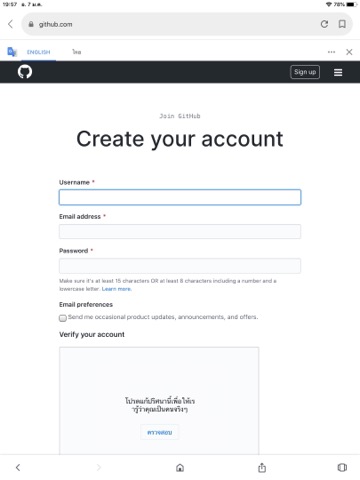 19:57 อ. 7 ม.ค. 78%
github.com
ENGLISH ไทย
Sign up
Join GitHub
Create your account
Username *
Email address *
Password *
Make sure it's at least 15 characters OR at least 8 characters including a number and a
lowercase letter. Learn more.
Email preferences
Send me occasional product updates, announcements, and offers.
Verify your account
โปรดแก้ปริศนานี้เพื่อให้เร
ารู้ว่าคุณเป็นคนจริงๆ
ตรวจสอบ